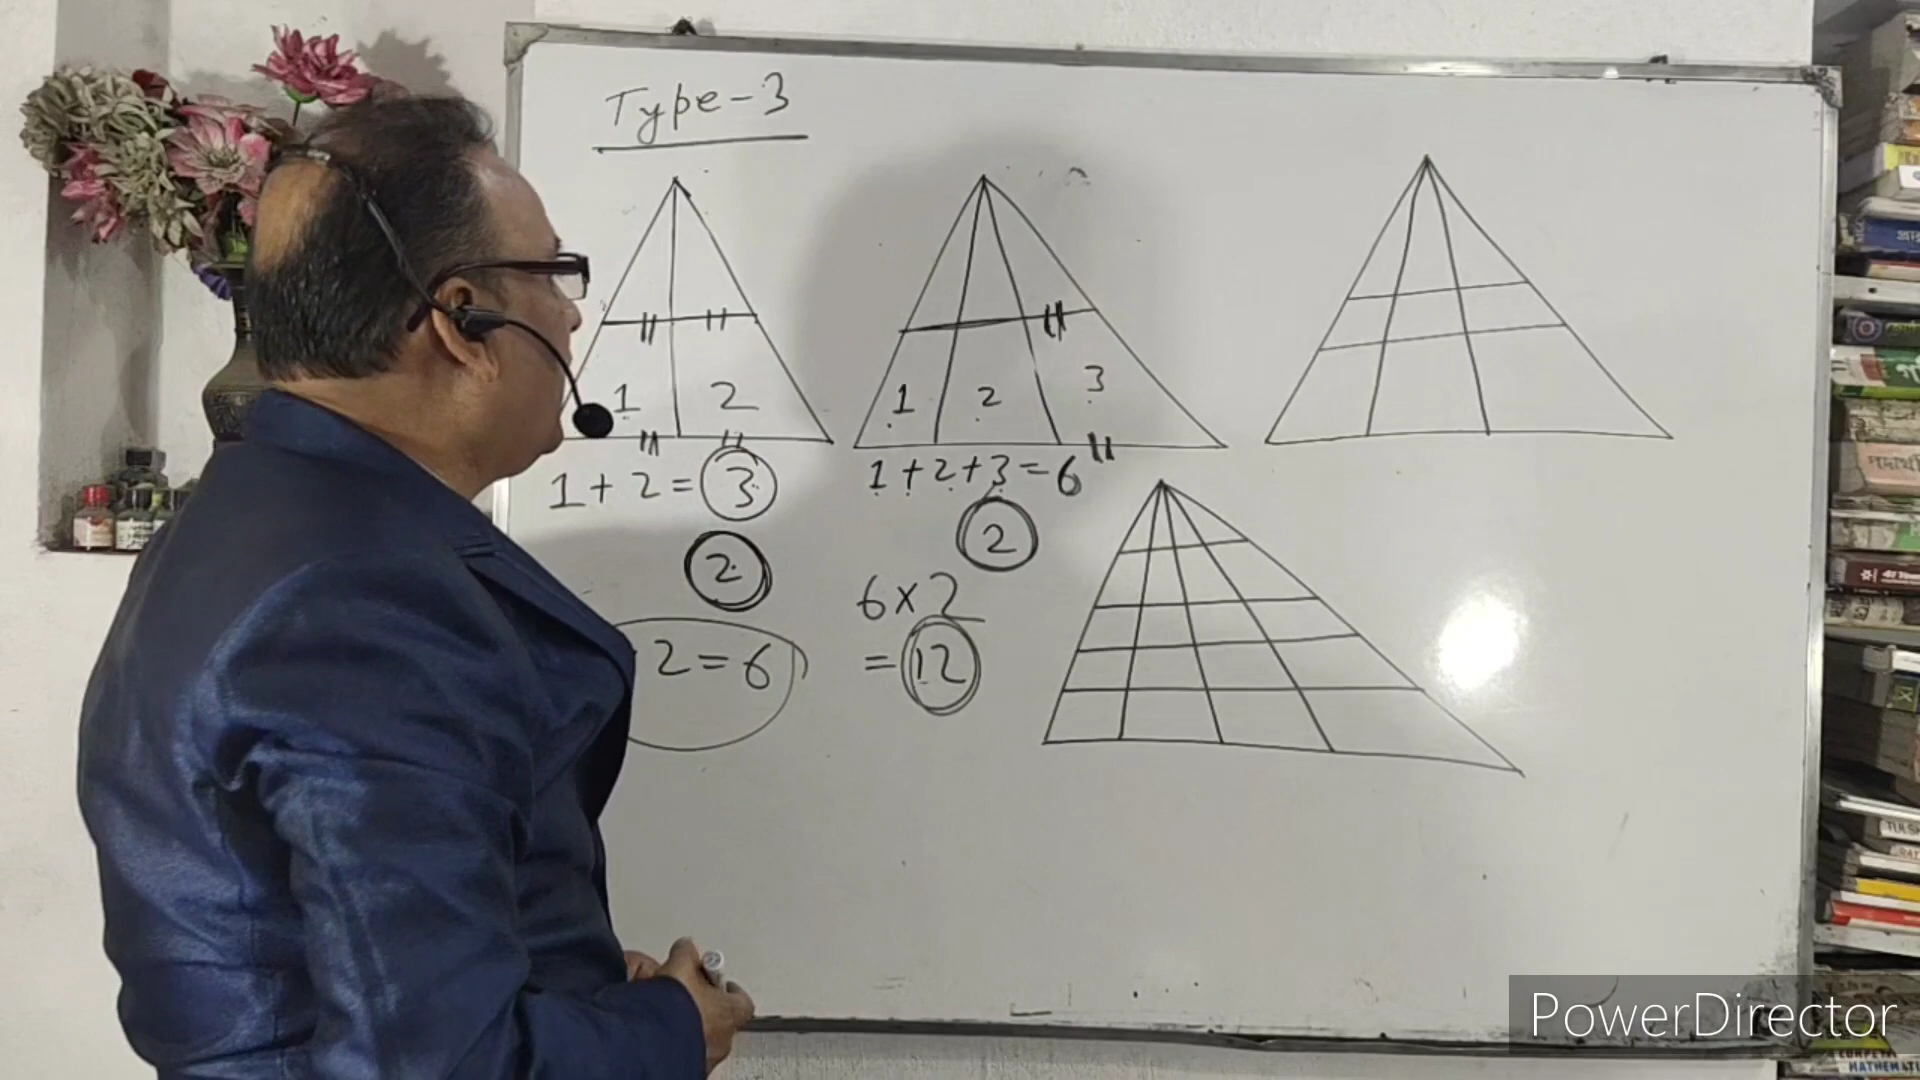 Type-3
1 2
1 2 3
1 + 2 = 3
1 + 2 + 3 = 6
2
2
6 x 2
2 = 6
= 12
PowerDirector
MATHEMATI